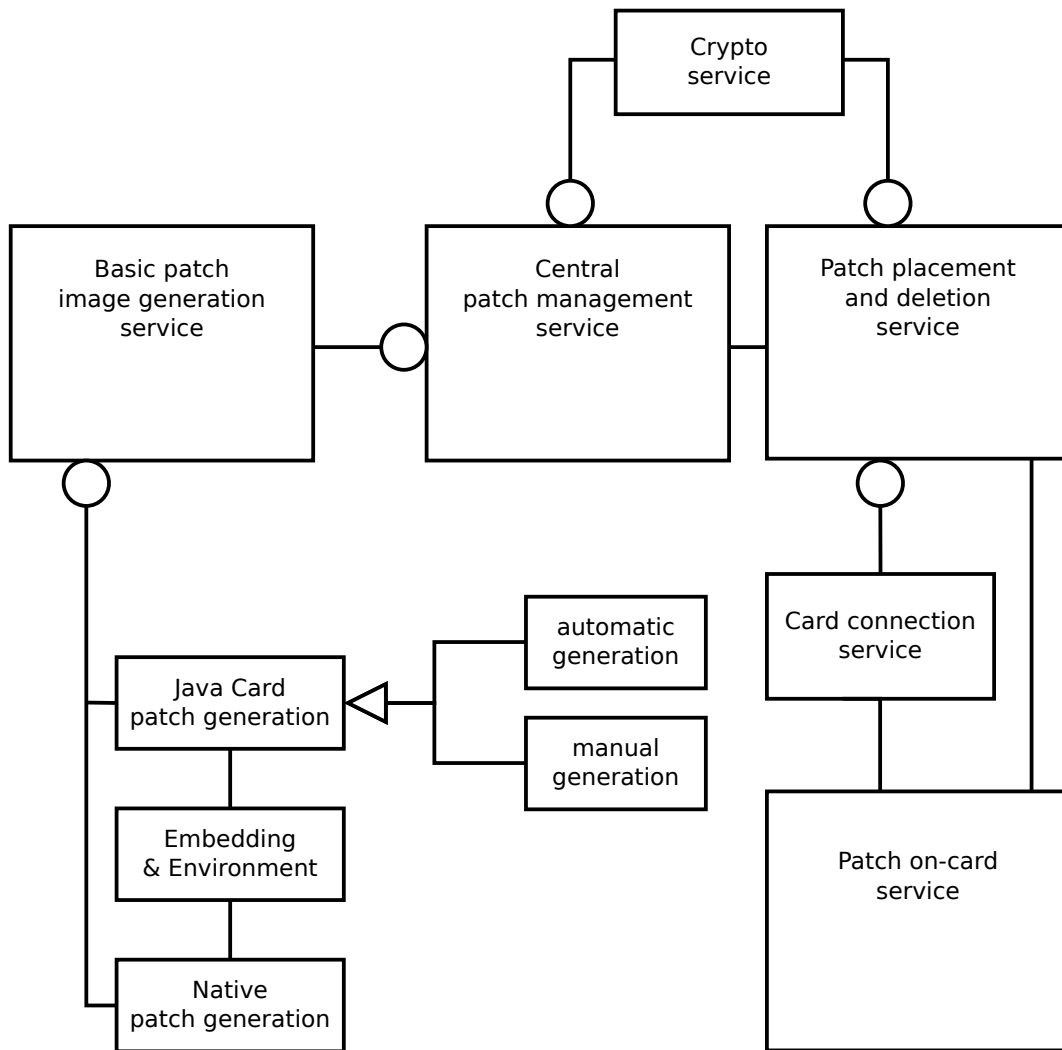 Crypto
service
Basic patch
image generation
service
Central
patch management
service
Patch placement
and deletion
service
automatic
generation
Card connection
service
Java Card
patch generation
manual
generation
Embedding
& Environment
Patch on-card
service
Native
patch generation